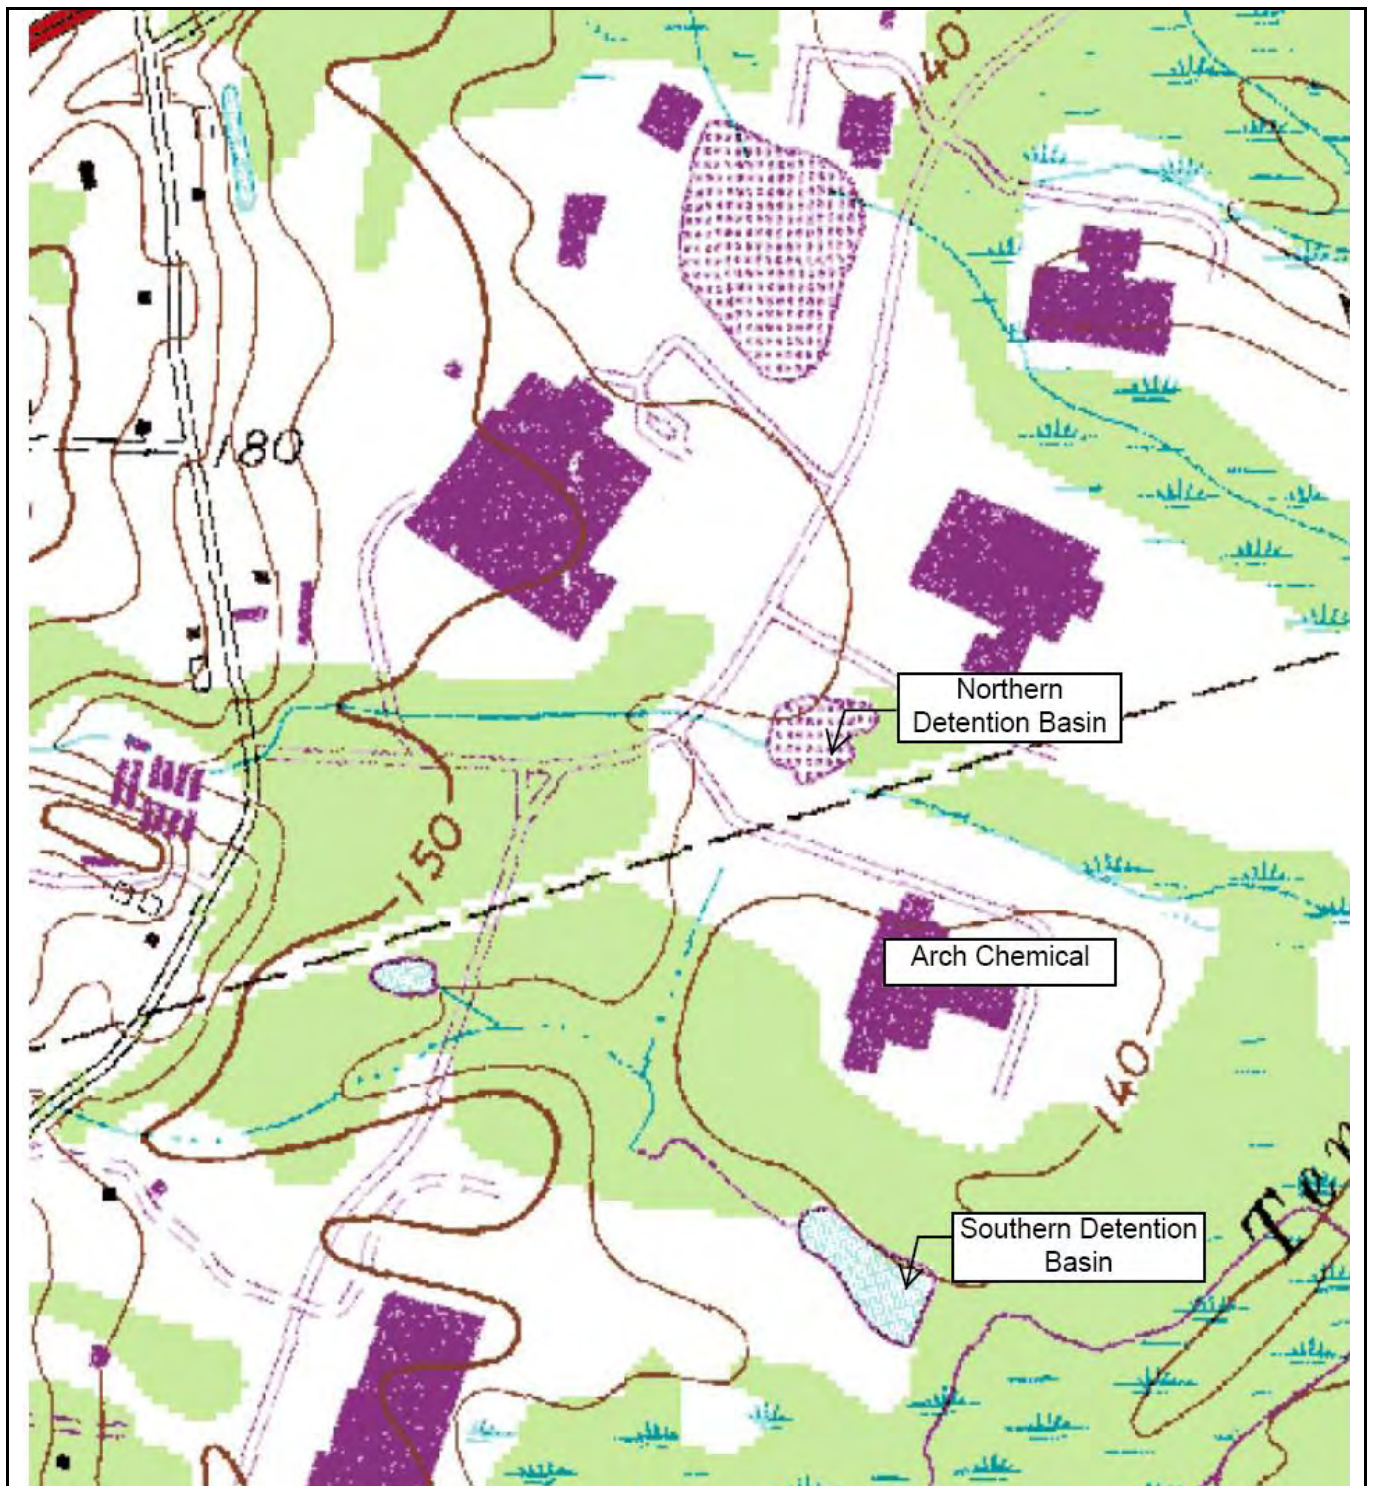 40
180
Northern
Detention Basin
150
Arch Chemical
140
Southern Detention
Basin